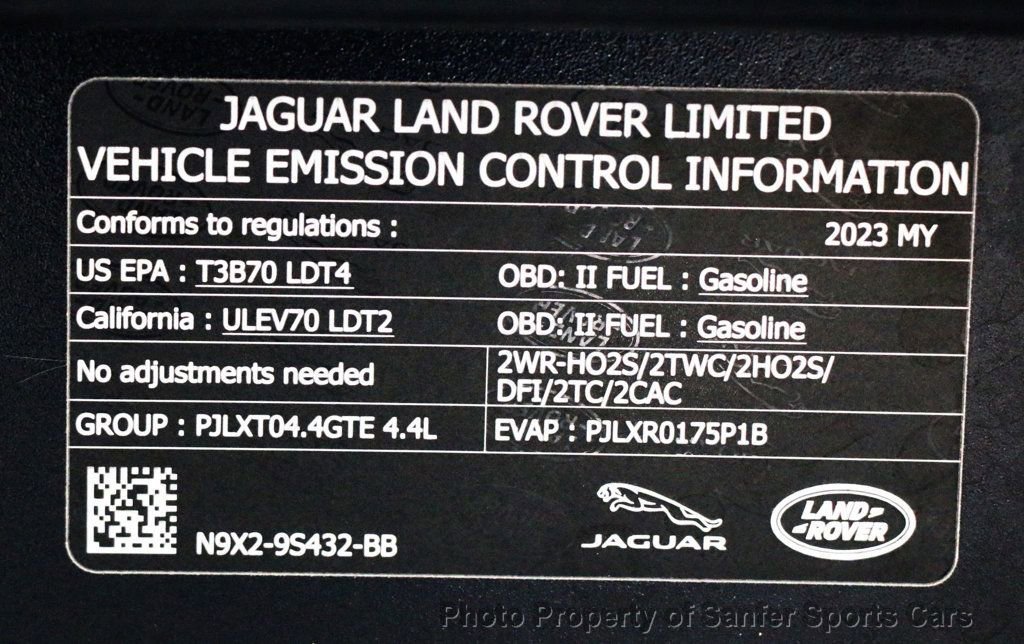 JAGUAR LAND ROVER LIMITED
VEHICLE EMISSION CONTROL INFORMATION
Conforms to regulations :
2023 MY
US EPA : T3B70 LDT4
OBD: II FUEL : Gasoline
California : ULEV70 LDT2
OBD: II FUEL : Gasoline
No adjustments needed
2WR-HO2S/2TWC/2HO2S/
DFI/2TC/2CAC
GROUP : PJLXT04.4GTE 4.4L
EVAP : PJLXR0175P1B
N9X2-9S432-BB
JAGUAR
LAND
ROVER
Photo Property of Sanfer Sports Cars